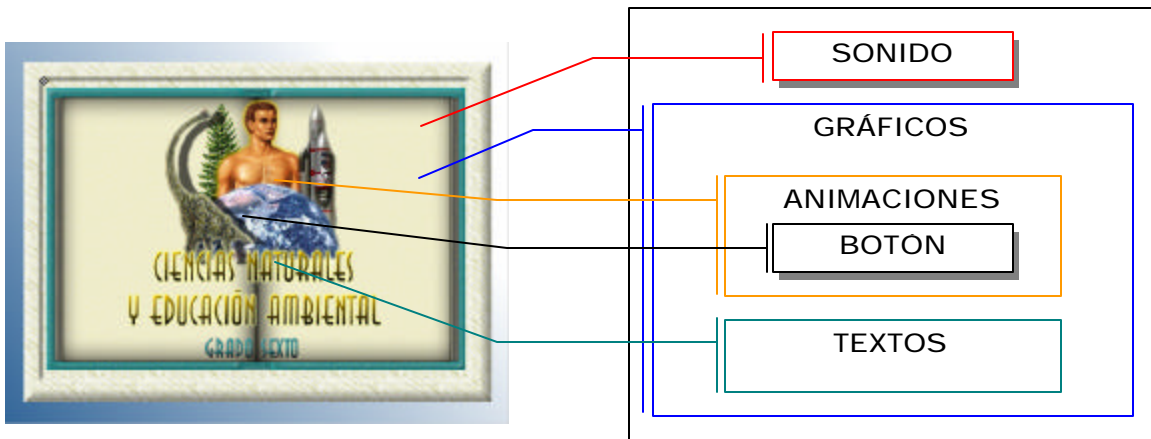 CIENCIAS NATURALES
Y EDUCACIÓN AMBIENTAL
GRADO SEXTO
SONIDO
GRÁFICOS
ANIMACIONES
BOTÓN
TEXTOS